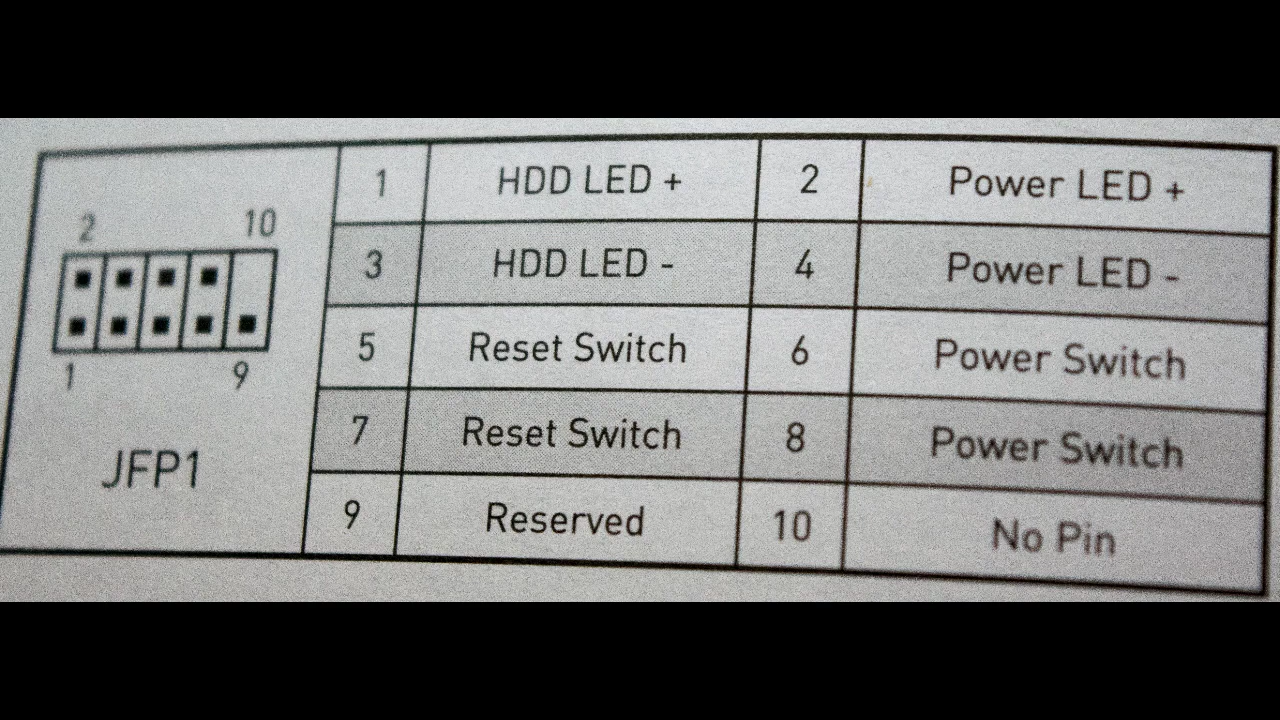 2 10
1 9
JFP1
1 HDD LED + 2 Power LED +
3 HDD LED - 4 Power LED -
5 Reset Switch 6 Power Switch
7 Reset Switch 8 Power Switch
9 Reserved 10 No Pin